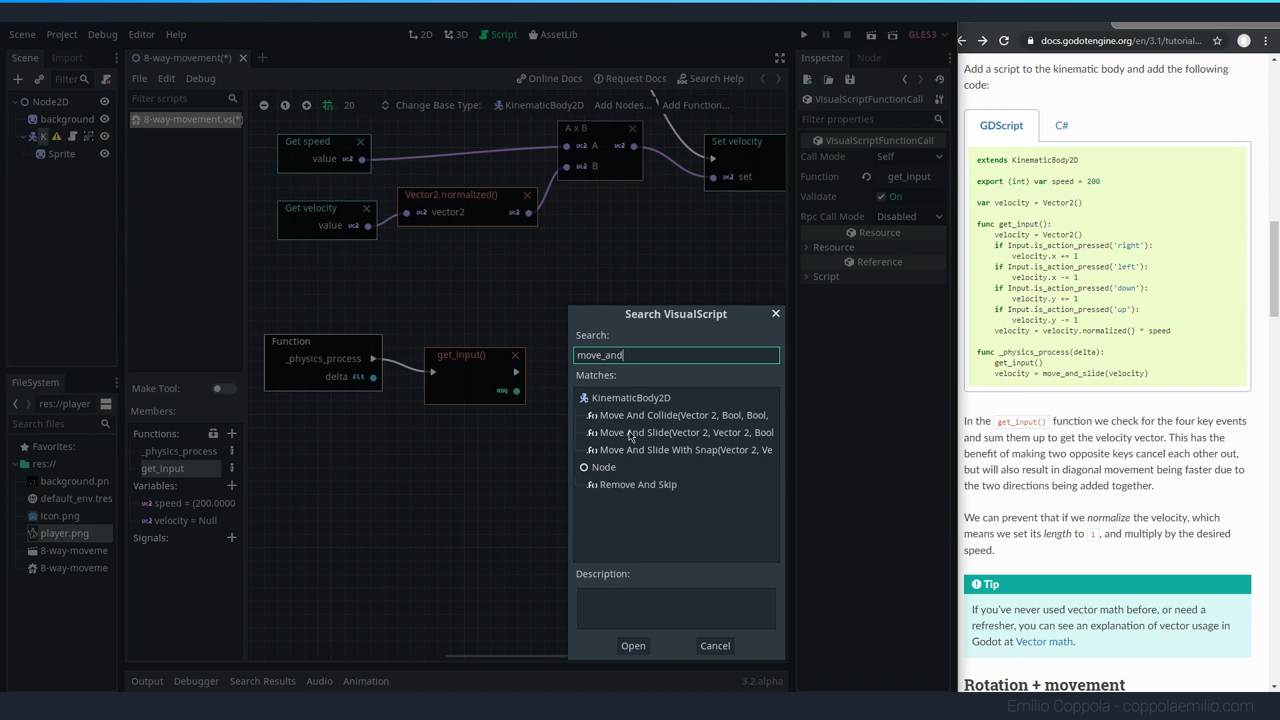 Scene Project Debug Editor Help
2D 3D Script AssetLib
GLES3
docs.godotengine.org/en/3.1/tutorial...
Scene Import
8-way-movement(*)
Inspector Node
Filter
File Edit Debug
Online Docs Request Docs Search Help
Node2D
background
K
Sprite
Filter scripts
8-way-movement.vs(*
20 Change Base Type: KinematicBody2D Add Nodes... Add Function...
Get speed
value
A x B
A
B
Set velocity
set
Vector2.normalized()
vector2
Get velocity
value
Function
_physics_process
delta Flt
get_input()
any
Make Tool:
Members:
Functions:
_physics_process
get_input
Variables:
speed = (200.0000
velocity = Null
Signals:
FileSystem
res://player
Search files
Favorites:
res://
background.pn
default_env.tres
icon.png
player.png
8-way-moveme
8-way-moveme
Search VisualScript
Search:
move_and
Matches:
KinematicBody2D
Move And Collide(Vector 2, Bool, Bool,
Move And Slide(Vector 2, Vector 2, Bool
Move And Slide With Snap(Vector 2, Ve
Node
Remove And Skip
Description:
Open Cancel
Output Debugger Search Results Audio Animation
3.2.alpha
VisualScriptFunctionCall
Filter properties
VisualScriptFunctionCall
Call Mode Self
Function get_input
Validate On
Rpc Call Mode Disabled
Resource
Resource
Reference
Script
Add a script to the kinematic body and add the following
code:
GDScript C#
extends KinematicBody2D
export (int) var speed = 200
var velocity = Vector2()
func get_input():
velocity = Vector2()
if Input.is_action_pressed('right'):
velocity.x += 1
if Input.is_action_pressed('left'):
velocity.x -= 1
if Input.is_action_pressed('down'):
velocity.y += 1
if Input.is_action_pressed('up'):
velocity.y -= 1
velocity = velocity.normalized() * speed
func _physics_process(delta):
get_input()
velocity = move_and_slide(velocity)
In the get_input() function we check for the four key events
and sum them up to get the velocity vector. This has the
benefit of making two opposite keys cancel each other out,
but will also result in diagonal movement being faster due to
the two directions being added together.
We can prevent that if we normalize the velocity, which
means we set its length to 1, and multiply by the desired
speed.
Tip
If you've never used vector math before, or need a
refresher, you can see an explanation of vector usage in
Godot at Vector math.
Rotation + movement
Emilio Coppola - coppolaemilio.com